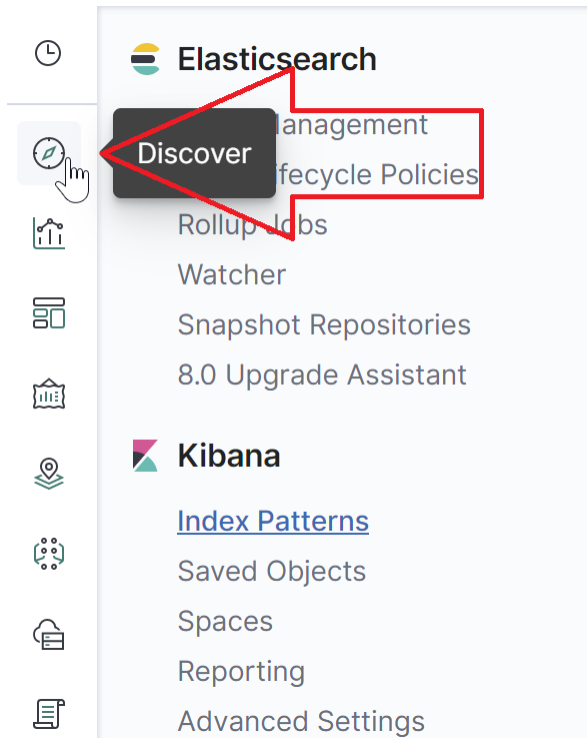 Elasticsearch
Management
Discover
ifecycle Policies
Rollup Jobs
Watcher
Snapshot Repositories
8.0 Upgrade Assistant
Kibana
Index Patterns
Saved Objects
Spaces
Reporting
Advanced Settings